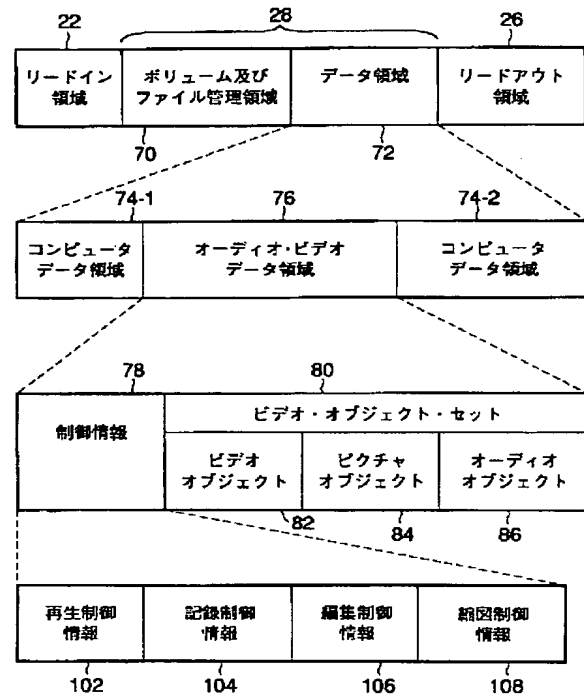 22
28
26
リードイン
領域
ボリューム及び
ファイル管理領域
データ領域
リードアウト
領域
70
72
74-1
76
74-2
コンピュータ
データ領域
オーディオ・ビデオ
データ領域
コンピュータ
データ領域
78
80
制御情報
ビデオ・オブジェクト・セット
ビデオ
オブジェクト
ピクチャ
オブジェクト
オーディオ
オブジェクト
82
84
86
再生制御
情報
記録制御
情報
編集制御
情報
縮図制御
情報
102
104
106
108